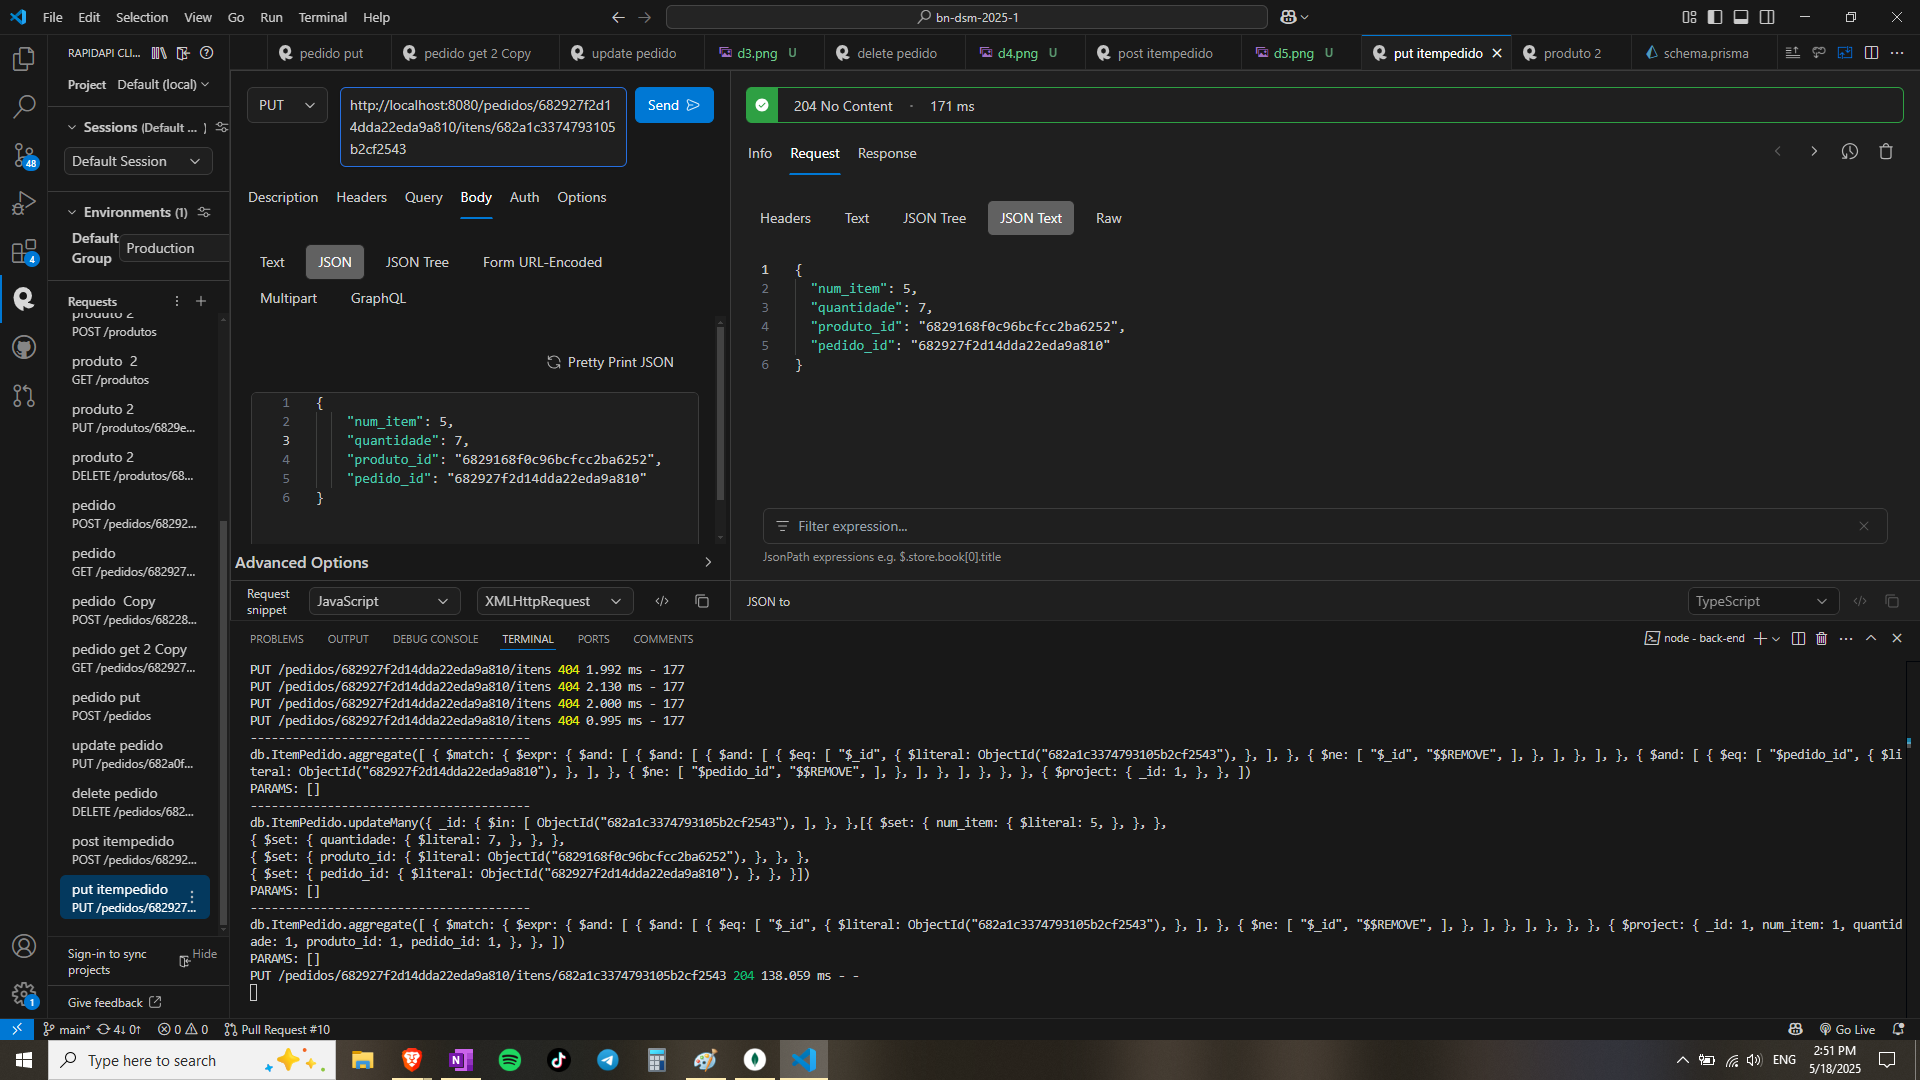 File Edit Selection View Go Run Terminal Help
bn-dsm-2025-1
RAPIDAPI CLI...
pedido put
pedido get 2 Copy
update pedido
d3.png U
delete pedido
d4.png U
post itempedido
d5.png U
put itempedido
produto 2
schema.prisma
Project Default (local)
Sessions (Default ... )
Default Session
Environments (1)
Default Group
Production
Requests
produto 2
POST /produtos
produto 2
GET /produtos
produto 2
PUT /produtos/6829e...
produto 2
DELETE /produtos/68...
pedido
POST /pedidos/68292...
pedido
GET /pedidos/682927...
pedido Copy
POST /pedidos/68228...
pedido get 2 Copy
GET /pedidos/682927...
pedido put
POST /pedidos
update pedido
PUT /pedidos/682a0f...
delete pedido
DELETE /pedidos/682...
post itempedido
POST /pedidos/68292...
put itempedido
PUT /pedidos/682927...
Sign-in to sync projects
Hide
Give feedback
48
4
1
PUT
http://localhost:8080/pedidos/682927f2d1
4dda22eda9a810/itens/682a1c3374793105
b2cf2543
Send
Description Headers Query Body Auth Options
Text JSON JSON Tree Form URL-Encoded
Multipart GraphQL
Pretty Print JSON
1 {
2 "num_item": 5,
3 "quantidade": 7,
4 "produto_id": "6829168f0c96bcfcc2ba6252",
5 "pedido_id": "682927f2d14dda22eda9a810"
6 }
Advanced Options
Request snippet
JavaScript
XMLHttpRequest
204 No Content · 171 ms
Info Request Response
Headers Text JSON Tree JSON Text Raw
1 {
2 "num_item": 5,
3 "quantidade": 7,
4 "produto_id": "6829168f0c96bcfcc2ba6252",
5 "pedido_id": "682927f2d14dda22eda9a810"
6 }
Filter expression...
JsonPath expressions e.g. $.store.book[0].title
JSON to
TypeScript
PROBLEMS OUTPUT DEBUG CONSOLE TERMINAL PORTS COMMENTS
node - back-end
PUT /pedidos/682927f2d14dda22eda9a810/itens 404 1.992 ms - 177
PUT /pedidos/682927f2d14dda22eda9a810/itens 404 2.130 ms - 177
PUT /pedidos/682927f2d14dda22eda9a810/itens 404 2.000 ms - 177
PUT /pedidos/682927f2d14dda22eda9a810/itens 404 0.995 ms - 177
----------------------------------------
db.ItemPedido.aggregate([ { $match: { $expr: { $and: [ { $and: [ { $and: [ { $eq: [ "$_id", { $literal: ObjectId("682a1c3374793105b2cf2543"), }, ], }, { $ne: [ "$_id", "$$REMOVE", ], }, ], }, ], }, { $and: [ { $eq: [ "$pedido_id", { $li
teral: ObjectId("682927f2d14dda22eda9a810"), }, ], }, { $ne: [ "$pedido_id", "$$REMOVE", ], }, ], }, ], }, }, }, { $project: { _id: 1, }, }, ])
PARAMS: []
----------------------------------------
db.ItemPedido.updateMany({ _id: { $in: [ ObjectId("682a1c3374793105b2cf2543"), ], }, },[{ $set: { num_item: { $literal: 5, }, }, },
{ $set: { quantidade: { $literal: 7, }, }, },
{ $set: { produto_id: { $literal: ObjectId("6829168f0c96bcfcc2ba6252"), }, }, },
{ $set: { pedido_id: { $literal: ObjectId("682927f2d14dda22eda9a810"), }, }, }])
PARAMS: []
----------------------------------------
db.ItemPedido.aggregate([ { $match: { $expr: { $and: [ { $and: [ { $eq: [ "$_id", { $literal: ObjectId("682a1c3374793105b2cf2543"), }, ], }, { $ne: [ "$_id", "$$REMOVE", ], }, ], }, ], }, }, }, { $project: { _id: 1, num_item: 1, quantid
ade: 1, produto_id: 1, pedido_id: 1, }, }, ])
PARAMS: []
PUT /pedidos/682927f2d14dda22eda9a810/itens/682a1c3374793105b2cf2543 204 138.059 ms - -
main* 4↓ 0↑ 0 0 Pull Request #10
Go Live
Type here to search
ENG
2:51 PM
5/18/2025